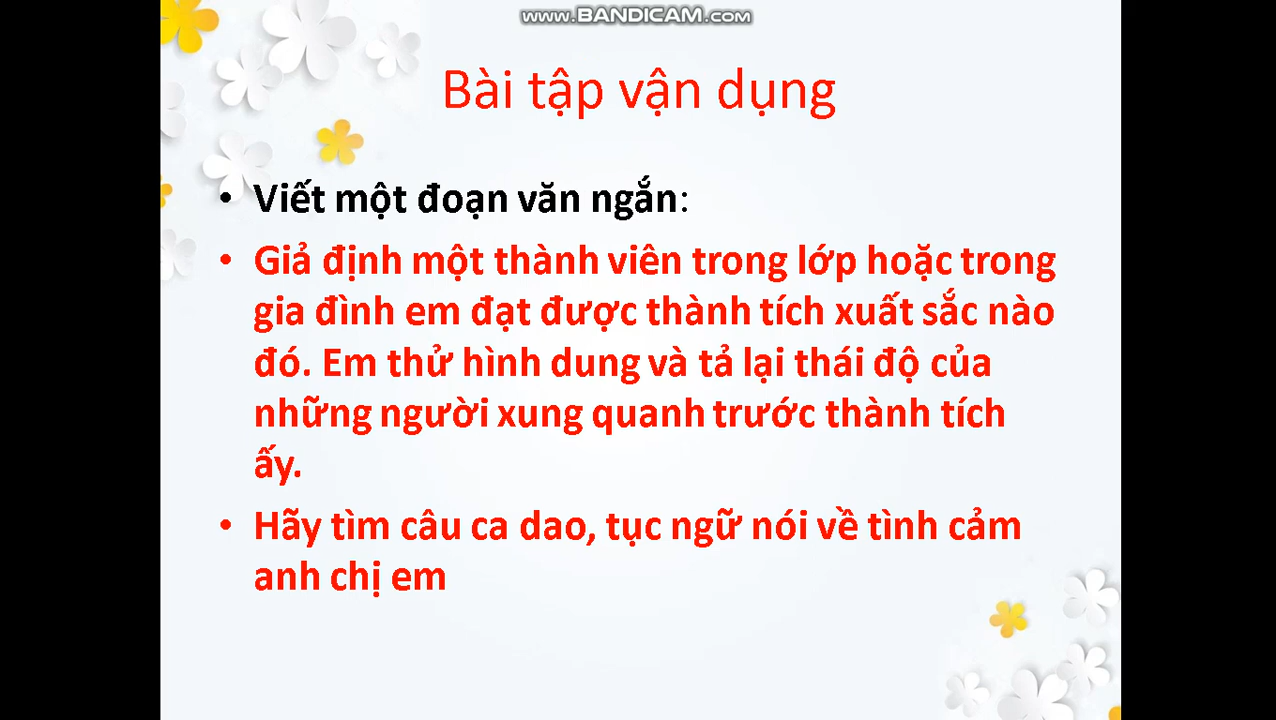 www.BANDICAM.com
Bài tập vận dụng
• Viết một đoạn văn ngắn:
• Giả định một thành viên trong lớp hoặc trong
gia đình em đạt được thành tích xuất sắc nào
đó. Em thử hình dung và tả lại thái độ của
những người xung quanh trước thành tích
ấy.
• Hãy tìm câu ca dao, tục ngữ nói về tình cảm
anh chị em